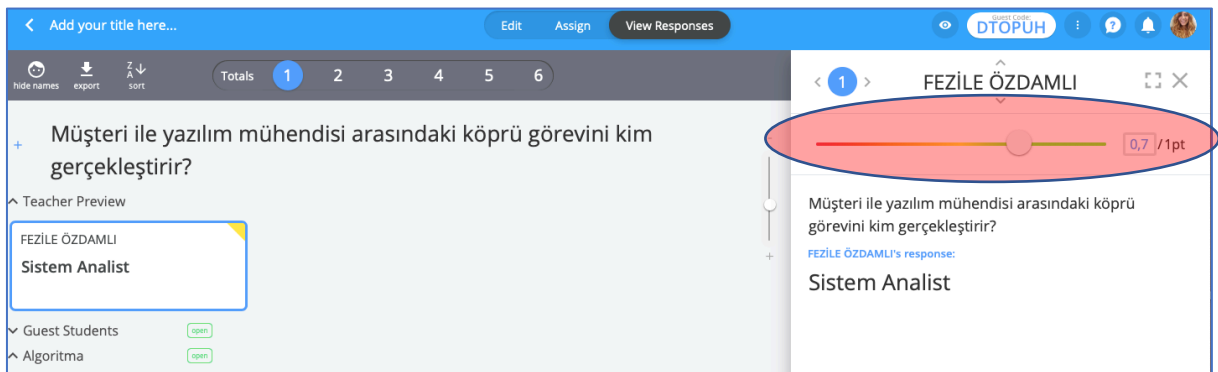 Add your title here...
Edit Assign View Responses
Guest Code
DTOPUH
hide names export sort
Z
A
Totals 1 2 3 4 5 6
Müşteri ile yazılım mühendisi arasındaki köprü görevini kim
gerçekleştirir?
Teacher Preview
FEZİLE ÖZDAMLI
Sistem Analist
Guest Students open
Algoritma open
1 FEZİLE ÖZDAMLI
0,7 /1pt
Müşteri ile yazılım mühendisi arasındaki köprü
görevini kim gerçekleştirir?
FEZİLE ÖZDAMLI's response:
Sistem Analist